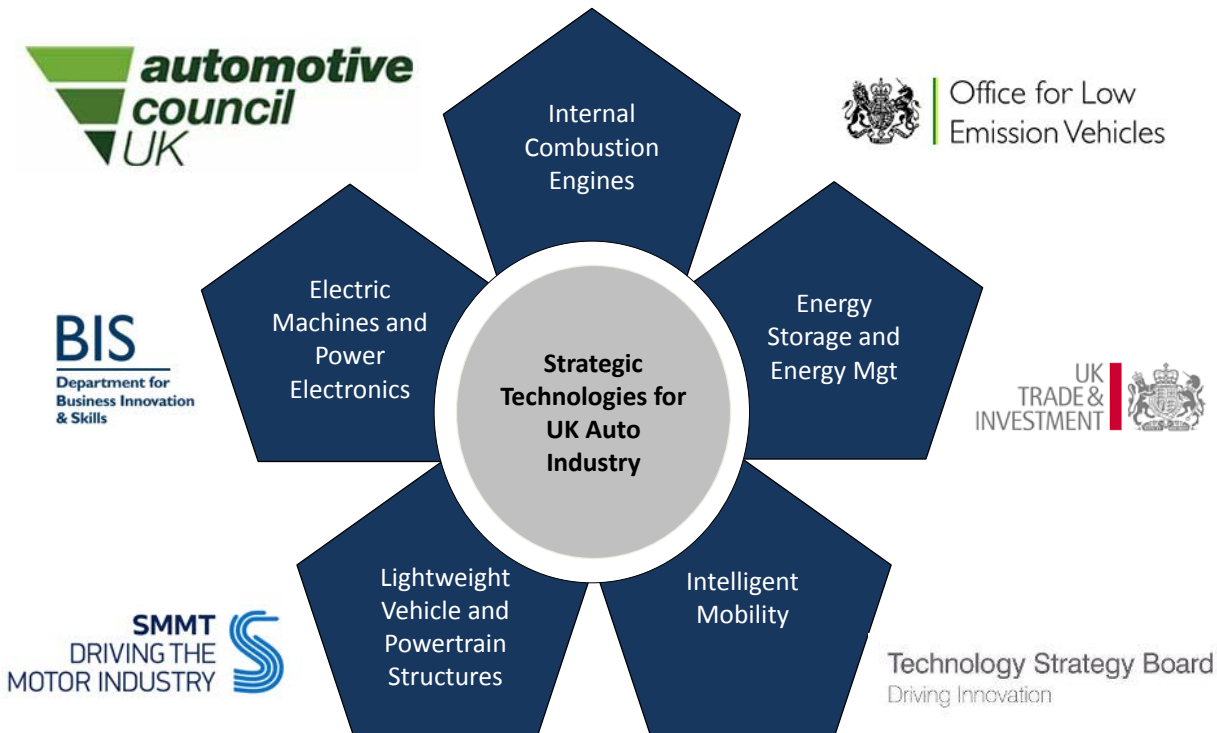 automotive
council
UK
Internal
Combustion
Engines
Office for Low
Emission Vehicles
Electric
Machines and
Power
Electronics
Energy
Storage and
Energy Mgt
BIS
Department for
Business Innovation
& Skills
Strategic
Technologies for
UK Auto
Industry
UK
TRADE &
INVESTMENT
Lightweight
Vehicle and
Powertrain
Structures
Intelligent
Mobility
SMMT
DRIVING THE
MOTOR INDUSTRY
Technology Strategy Board
Driving Innovation